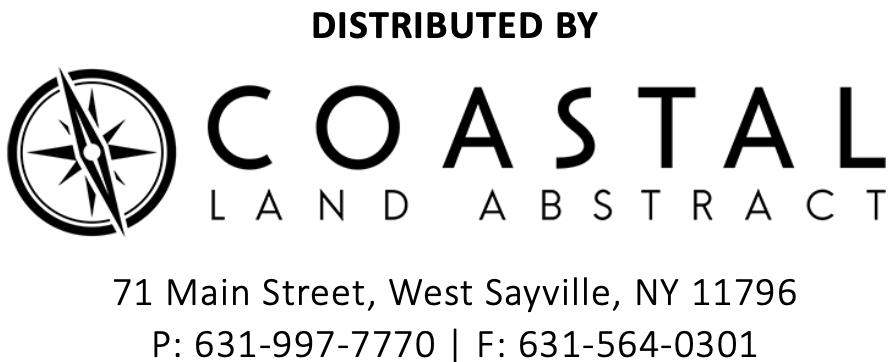 DISTRIBUTED BY
COASTAL
LAND ABSTRACT
71 Main Street, West Sayville, NY 11796
P: 631-997-7770 | F: 631-564-0301